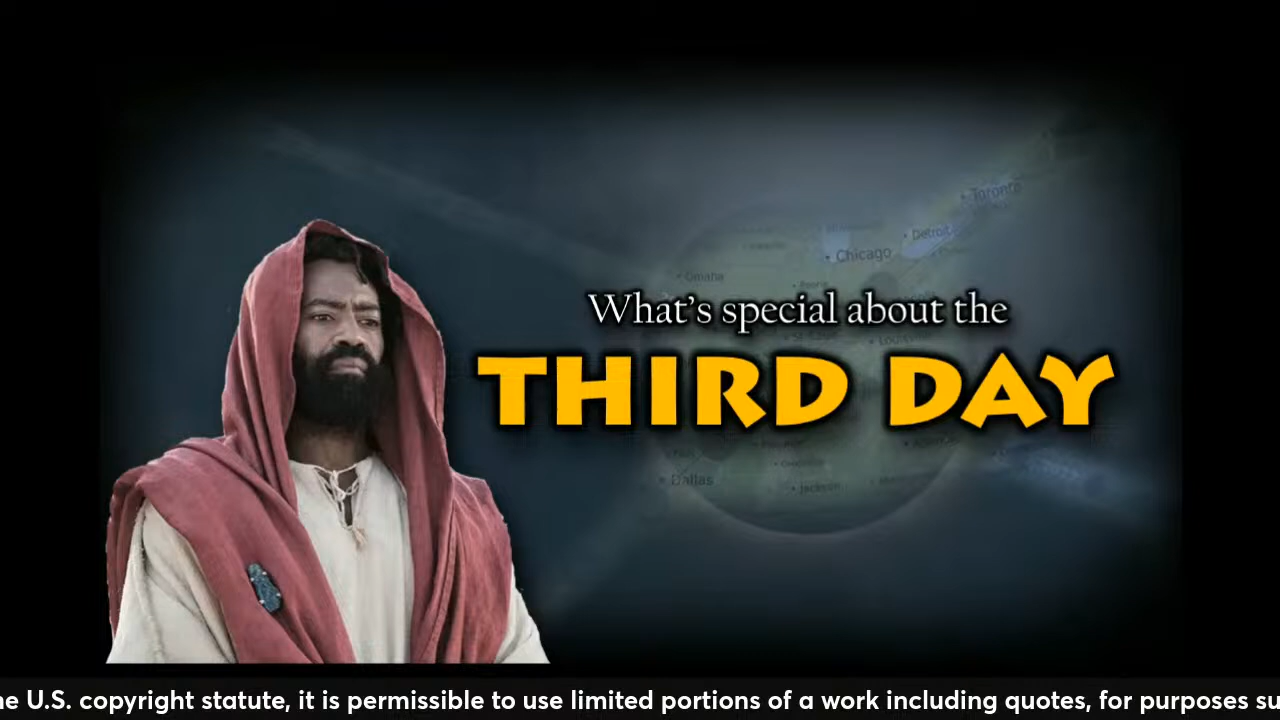 Toronto
Detroit
Chicago
Omaha
What's special about the
THIRD DAY
Dallas
Jackson
he U.S. copyright statute, it is permissible to use limited portions of a work including quotes, for purposes su